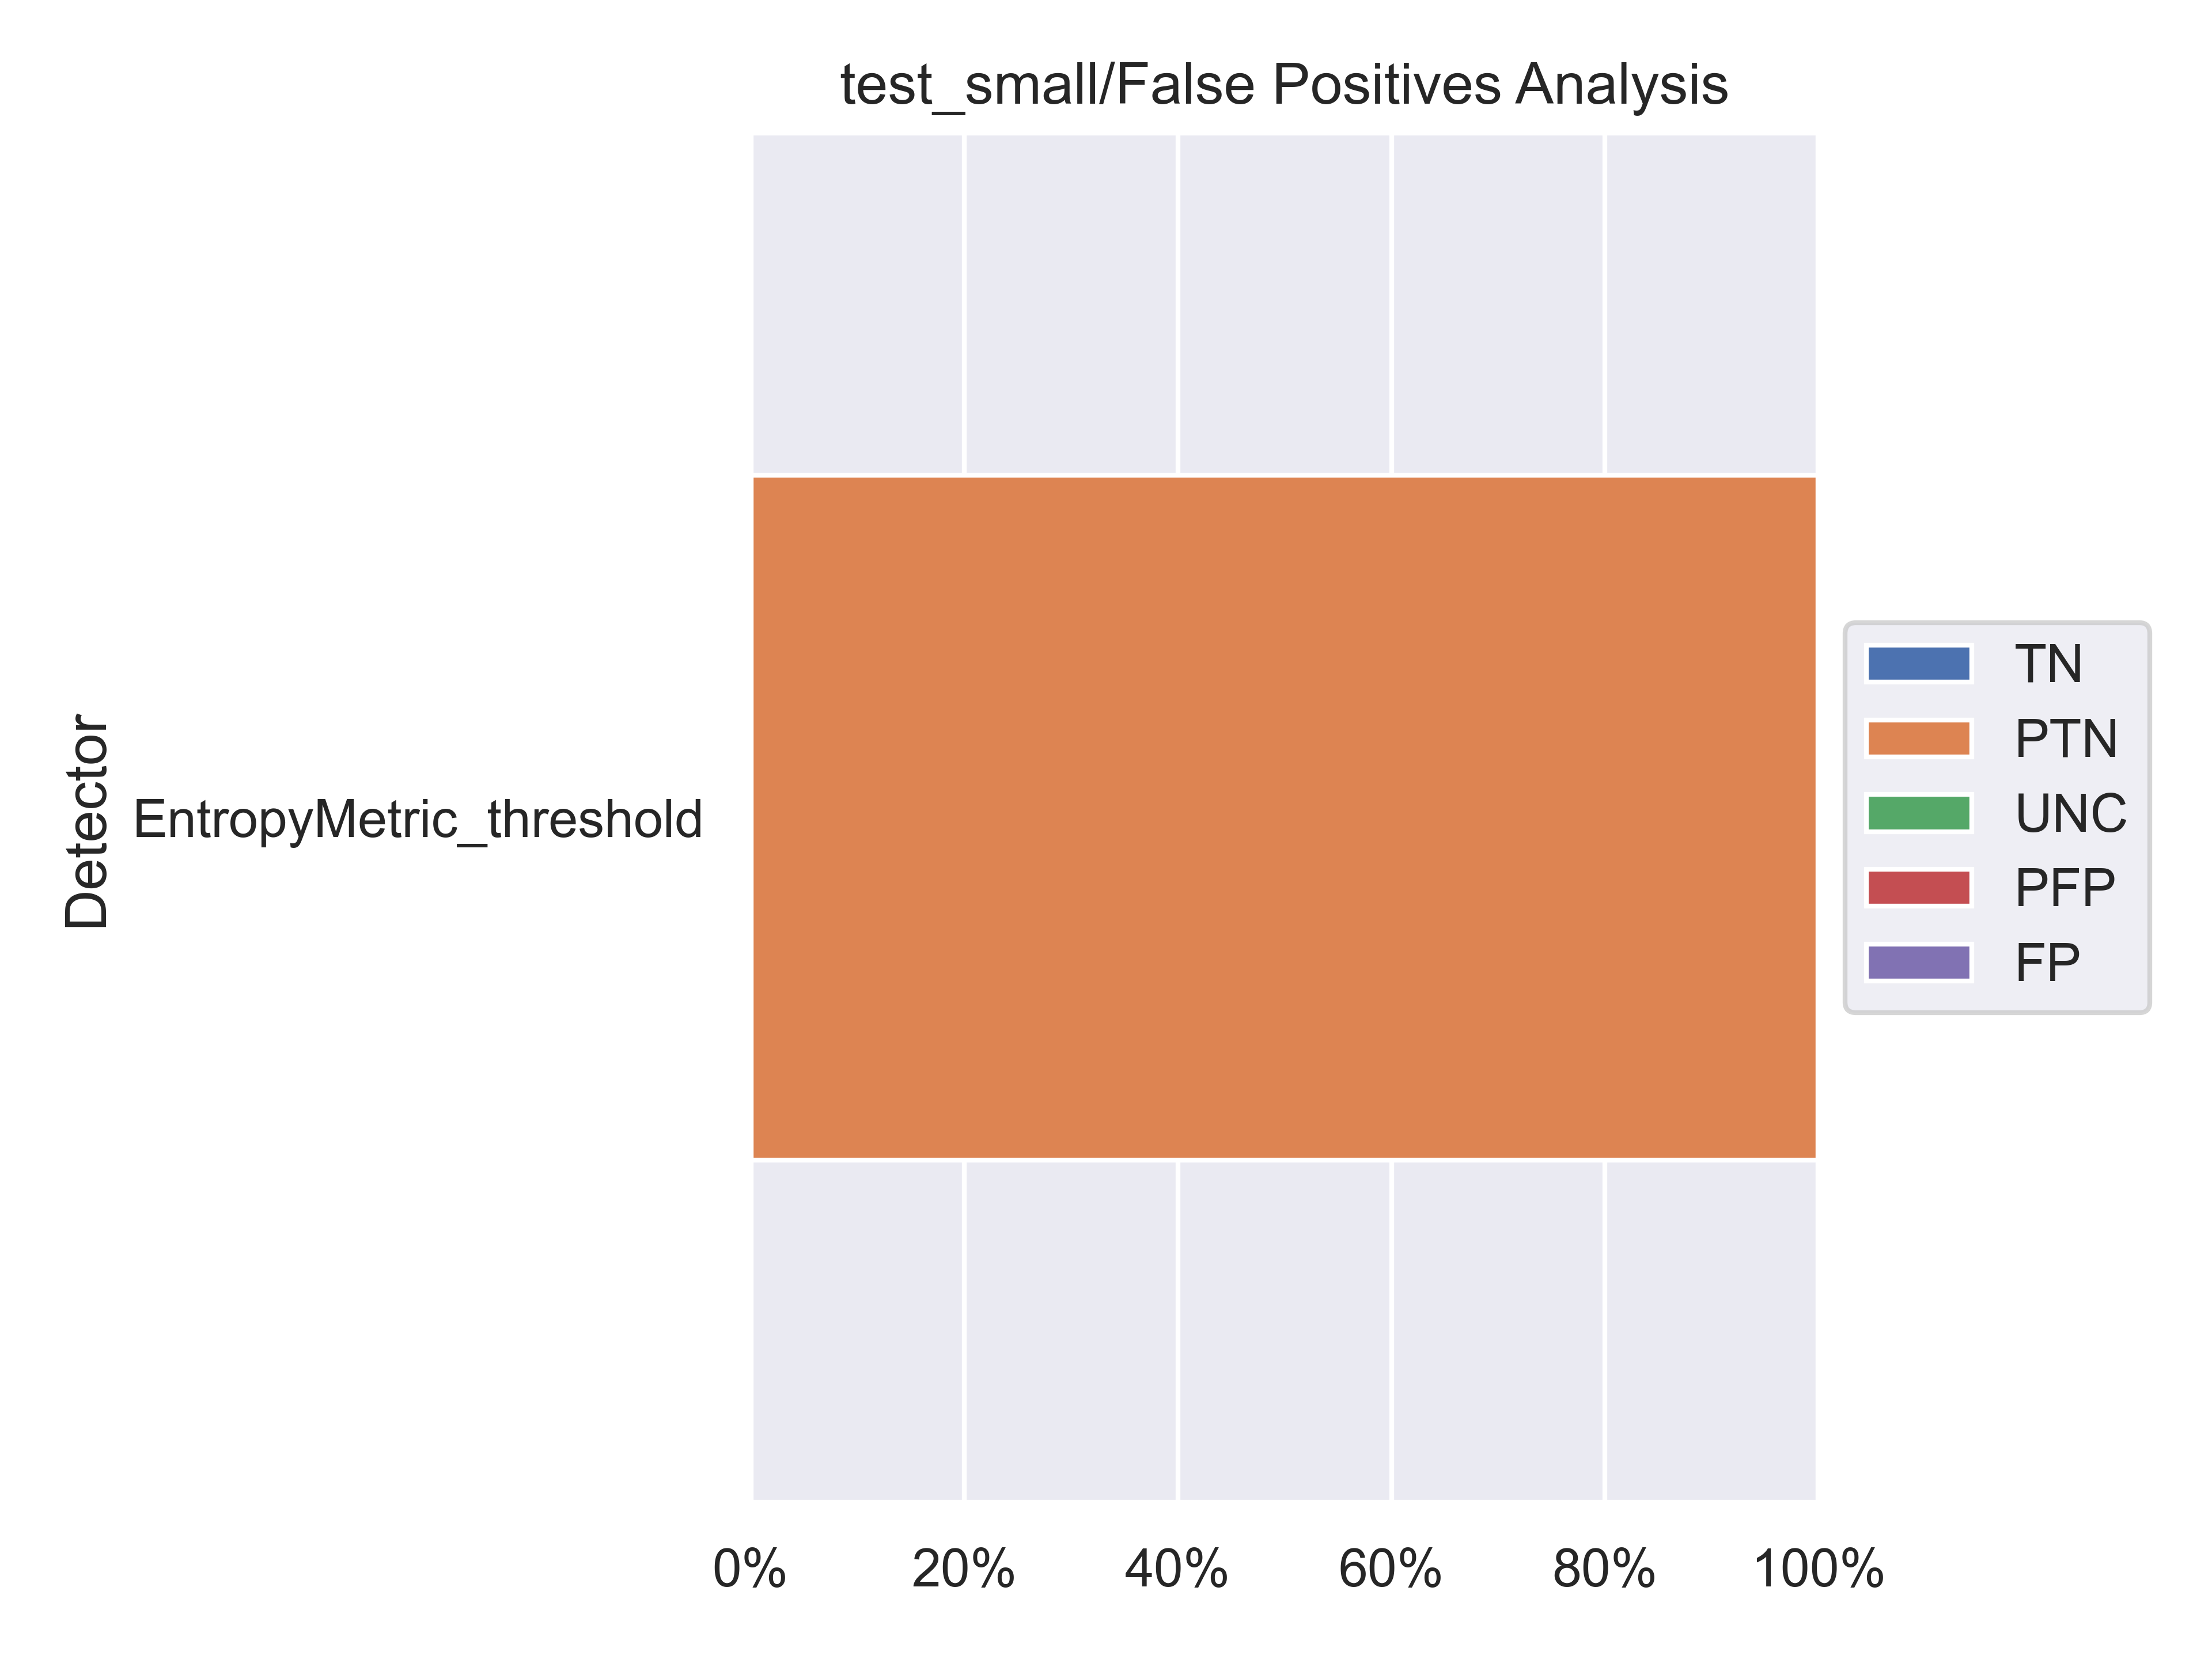 test_small/False Positives Analysis
Detector
EntropyMetric_threshold
TN
PTN
UNC
PFP
FP
0% 20% 40% 60% 80% 100%